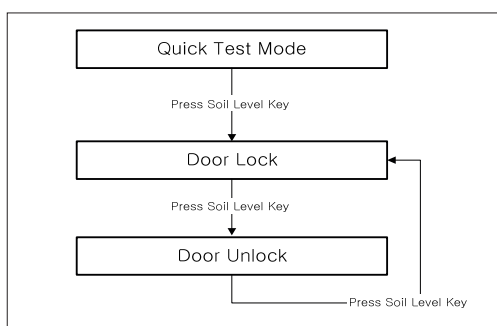 Quick Test Mode
Press Soil Level Key
Door Lock
Press Soil Level Key
Door Unlock
Press Soil Level Key